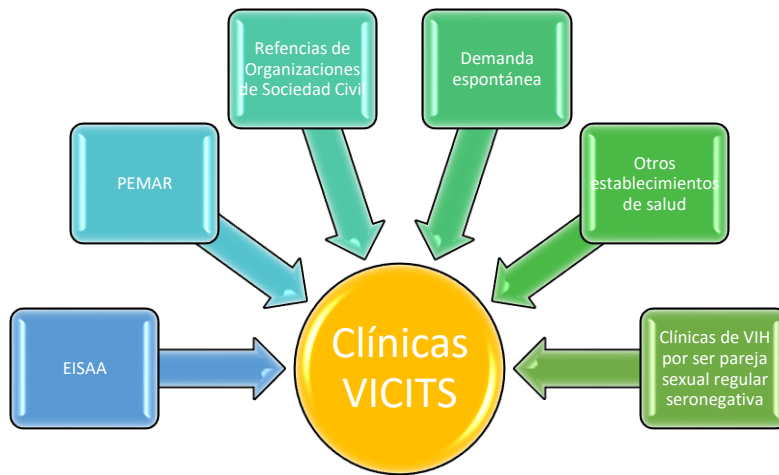 EISAA
PEMAR
Refencias de
Organizaciones
de Sociedad Civil
Demanda
espontánea
Otros
establecimientos
de salud
Clínicas de VIH
por ser pareja
sexual regular
seronegativa
Clínicas
VICITS